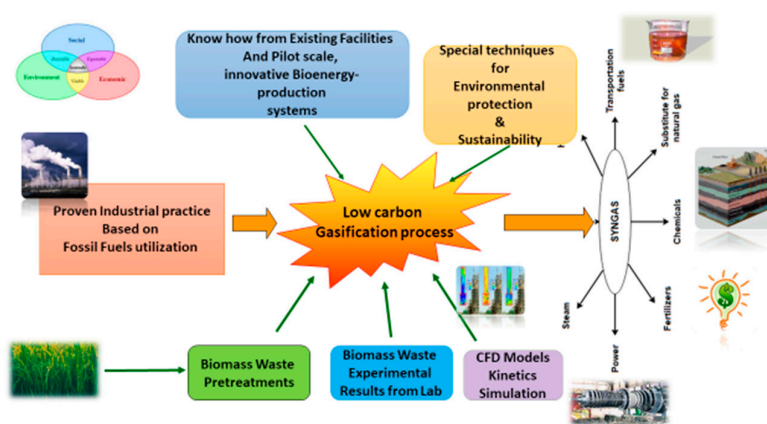 Social
Environment
Economic
Viable
Know how from Existing Facilities
And Pilot scale,
innovative Bioenergy-
production
systems
Special techniques
for
Environmental
protection
&
Sustainability
Transportation
fuels
Substitute for
natural gas
Proven Industrial practice
Based on
Fossil Fuels utilization
Low carbon
Gasification process
SYNGAS
Chemicals
Fertilizers
Power
Steam
Biomass Waste
Pretreatments
Biomass Waste
Experimental
Results from Lab
CFD Models
Kinetics
Simulation